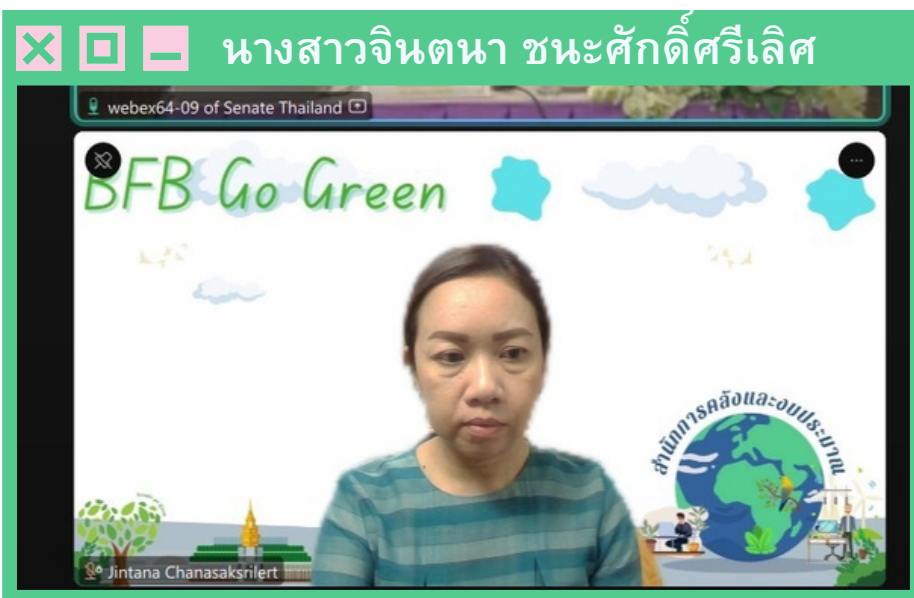 นางสาวจินตนา ชนะศักดิ์ศรีเลิศ
webex64-09 of Senate Thailand
BFB Go Green
สำนักการคลังและงบประมาณ
Jintana Chanasaksrilert